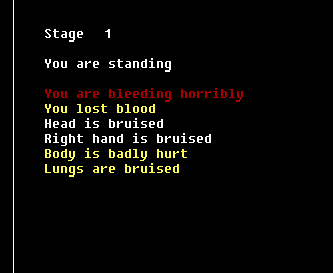 Stage 1
You are standing
You are bleeding horribly
You lost blood
Head is bruised
Right hand is bruised
Body is badly hurt
Lungs are bruised